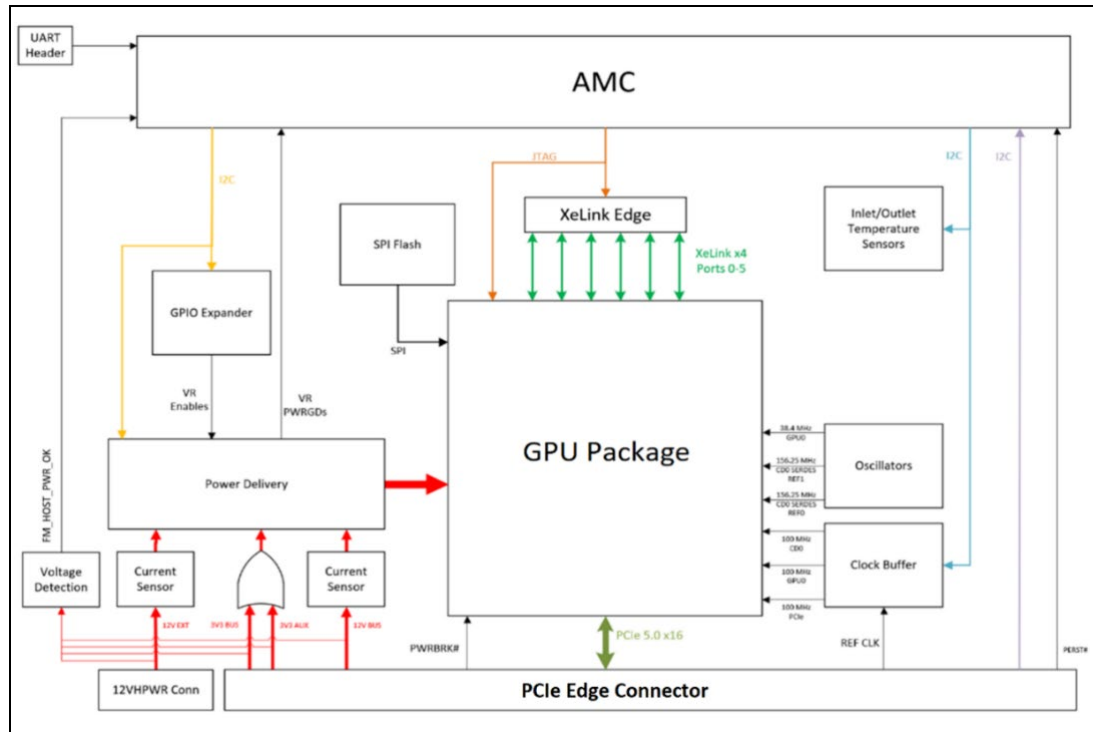 UART
Header
AMC
I2C
JTAG
I2C
I2C
XeLink Edge
SPI Flash
XeLink x4
Ports 0-5
Inlet/Outlet
Temperature
Sensors
GPIO Expander
SPI
VR
Enables
VR
PWRGDs
GPU Package
38.4 MHz
GPU0
156.25 MHz
CD0 SERDES
REF1
156.25 MHz
CD0 SERDES
REF0
Oscillators
Power Delivery
FM_HOST_PWR_OK
100 MHz
CD0
100 MHz
GPU0
100 MHz
PCIe
Clock Buffer
Voltage
Detection
Current
Sensor
Current
Sensor
12V EXT
3V3 BUS
3V3 AUX
12V BUS
PWRBRK#
PCIe 5.0 x16
REF CLK
PERST#
12VHPWR Conn
PCIe Edge Connector